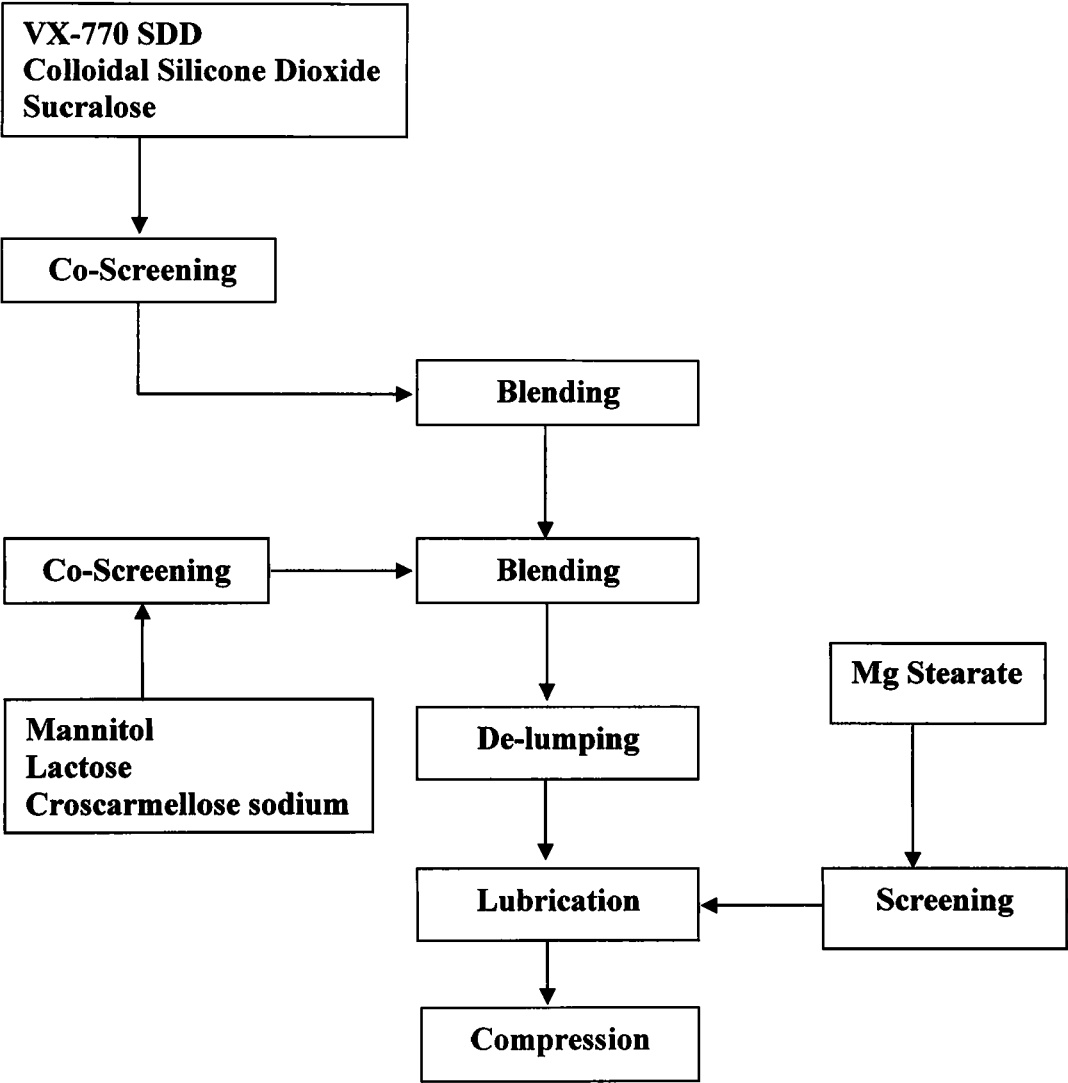 VX-770 SDD
Colloidal Silicone Dioxide
Sucralose
Co-Screening
Blending
Co-Screening
Blending
Mannitol
Lactose
Croscarmellose sodium
De-lumping
Mg Stearate
Lubrication
Screening
Compression